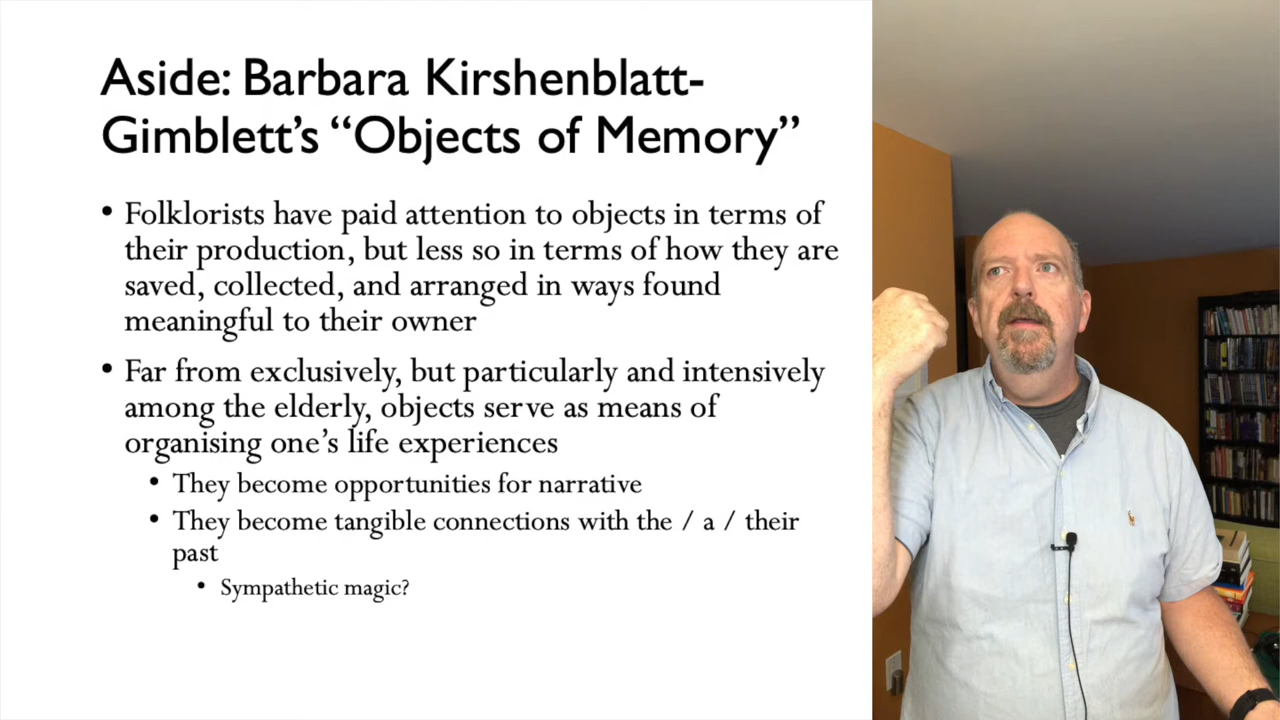 Aside: Barbara Kirshenblatt-
Gimblett’s “Objects of Memory”
• Folklorists have paid attention to objects in terms of
their production, but less so in terms of how they are
saved, collected, and arranged in ways found
meaningful to their owner
• Far from exclusively, but particularly and intensively
among the elderly, objects serve as means of
organising one’s life experiences
• They become opportunities for narrative
• They become tangible connections with the / a / their
past
• Sympathetic magic?